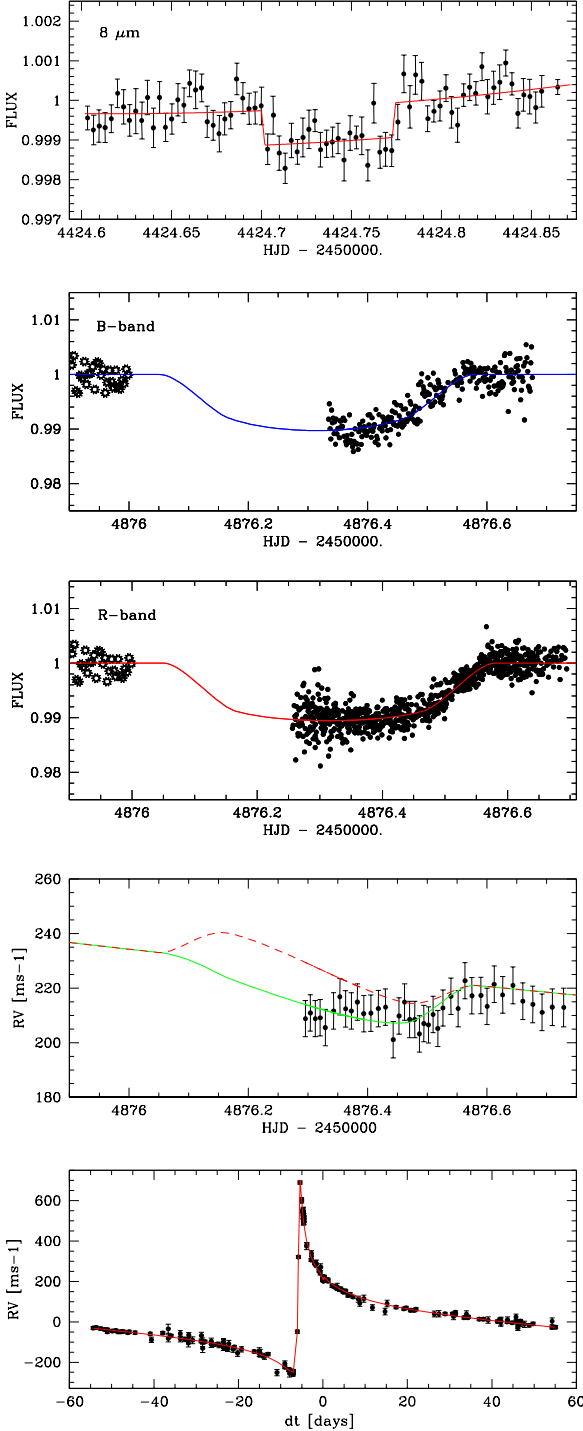 1.002
8 μm
1.001
FLUX
1
0.999
0.998
0.997
4424.6 4424.65 4424.7 4424.75 4424.8 4424.85
HJD - 2450000.
1.01
B-band
FLUX
1
0.99
0.98
4876 4876.2 4876.4 4876.6
HJD - 2450000.
1.01
R-band
FLUX
1
0.99
0.98
4876 4876.2 4876.4 4876.6
HJD - 2450000.
260
240
RV [ms-1]
220
200
180
4876 4876.2 4876.4 4876.6
HJD - 2450000
600
400
RV [ms-1]
200
0
-200
-60 -40 -20 0 20 40 60
dt [days]